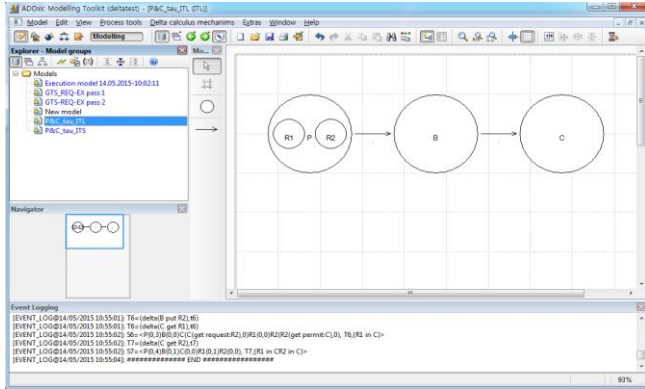 ADOxx: Modelling Toolkit (deltatest) - [P&C_tau_ITL (ITU)]
Model Edit View Process tools Delta calculus mechanims Extras Window Help
Modelling
Explorer - Model groups
Mo...
Models
Execution model 14.05.2015-10:02:11
GTS_REQ-EX pass 1
GTS-REQ-EX pass 2
New model
P&C_tau_ITL
P&C_tau_ITS
R1 P R2 B C
Navigator
Event Logging
[EVENT_LOG@14/05/2015 10:55:01]: T6=(delta(B put R2),t6)
[EVENT_LOG@14/05/2015 10:55:01]: T6=(delta(C get R1),t6)
[EVENT_LOG@14/05/2015 10:55:02]: S6=<P(0,3)B(0,0)C(C(get request:R2),0)R1(0,0)R2(R2(get permit:C),0), T6,{R1 in C}>
[EVENT_LOG@14/05/2015 10:55:02]: T7=(delta(C get R2),t7)
[EVENT_LOG@14/05/2015 10:55:02]: S7=<P(0,4)B(0,1)C(0,0)R1(0,1)R2(0,0), T7,{R1 in CR2 in C}>
[EVENT_LOG@14/05/2015 10:55:04]: ############## END #################
93%